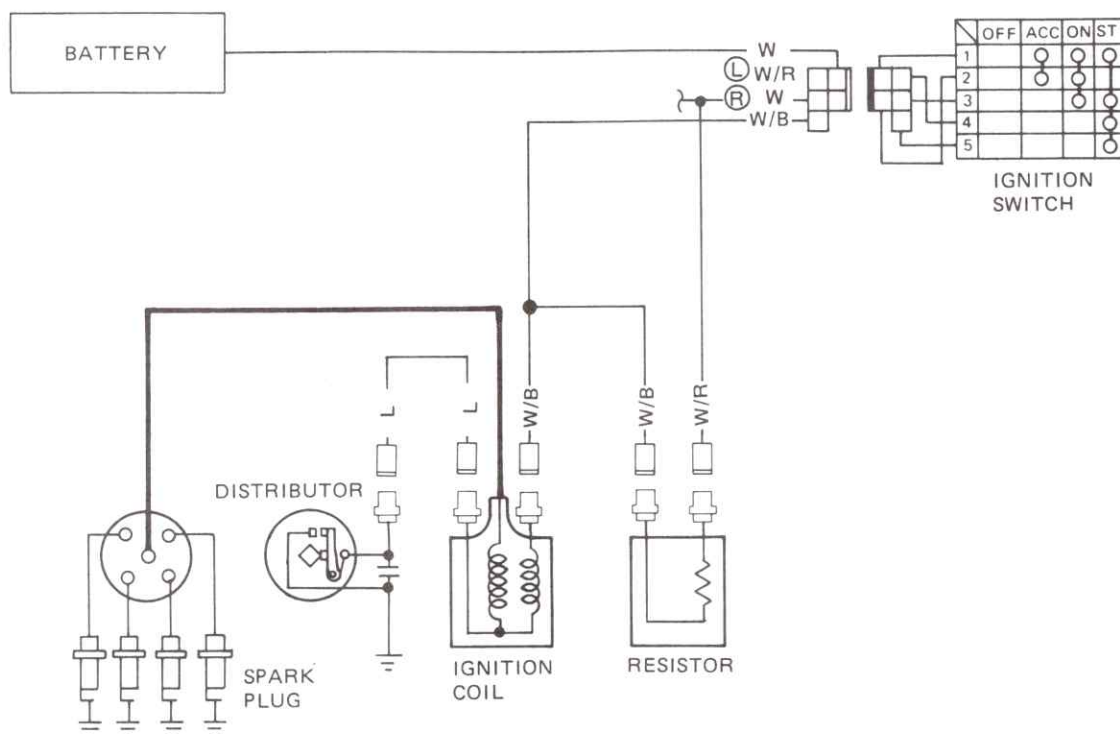 BATTERY
W
Ⓛ W/R
Ⓡ W
W/B
OFF ACC ON ST
1
2
3
4
5
IGNITION
SWITCH
L
L
W/B
W/B
W/R
DISTRIBUTOR
SPARK
PLUG
IGNITION
COIL
RESISTOR